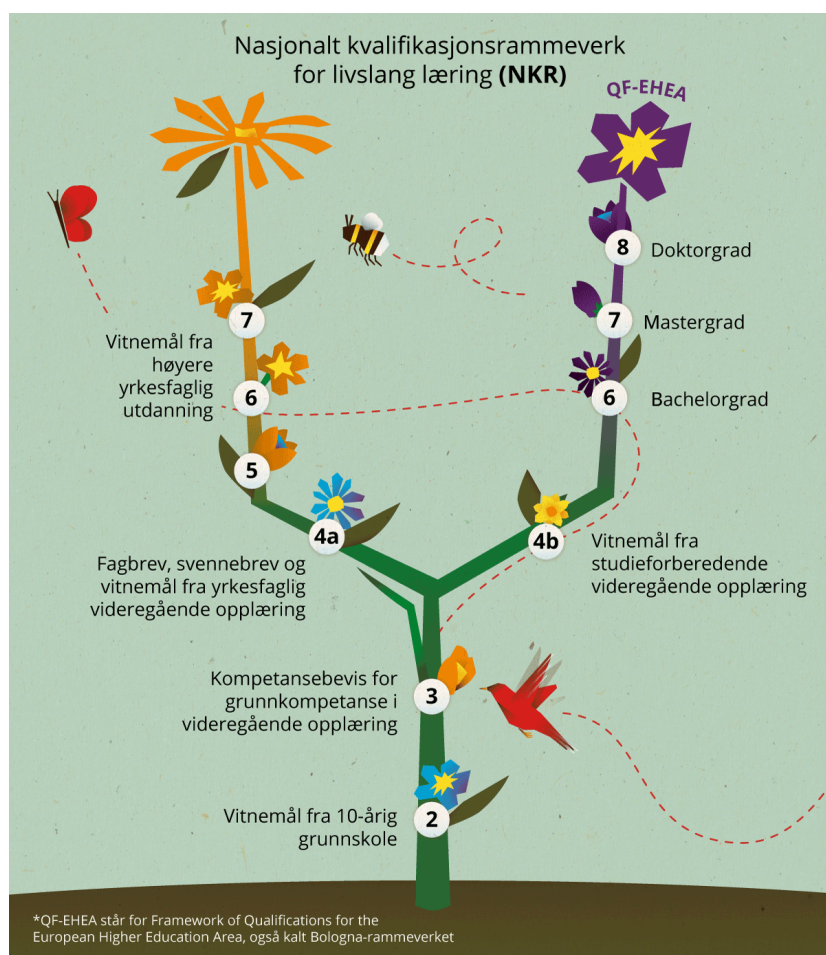 Nasjonalt kvalifikasjonsrammeverk
for livslang læring (NKR)
QF-EHEA
8
Doktorgrad
7
7
Mastergrad
Vitnemål fra
høyere
yrkesfaglig
utdanning
6
6
Bachelorgrad
5
4a
4b
Fagbrev, svennebrev og
vitnemål fra yrkesfaglig
videregående opplæring
Vitnemål fra
studieforberedende
videregående opplæring
Kompetansebevis for
grunnkompetanse i
videregående opplæring
3
Vitnemål fra 10-årig
grunnskole
2
*QF-EHEA står for Framework of Qualifications for the
European Higher Education Area, også kalt Bologna-rammeverket